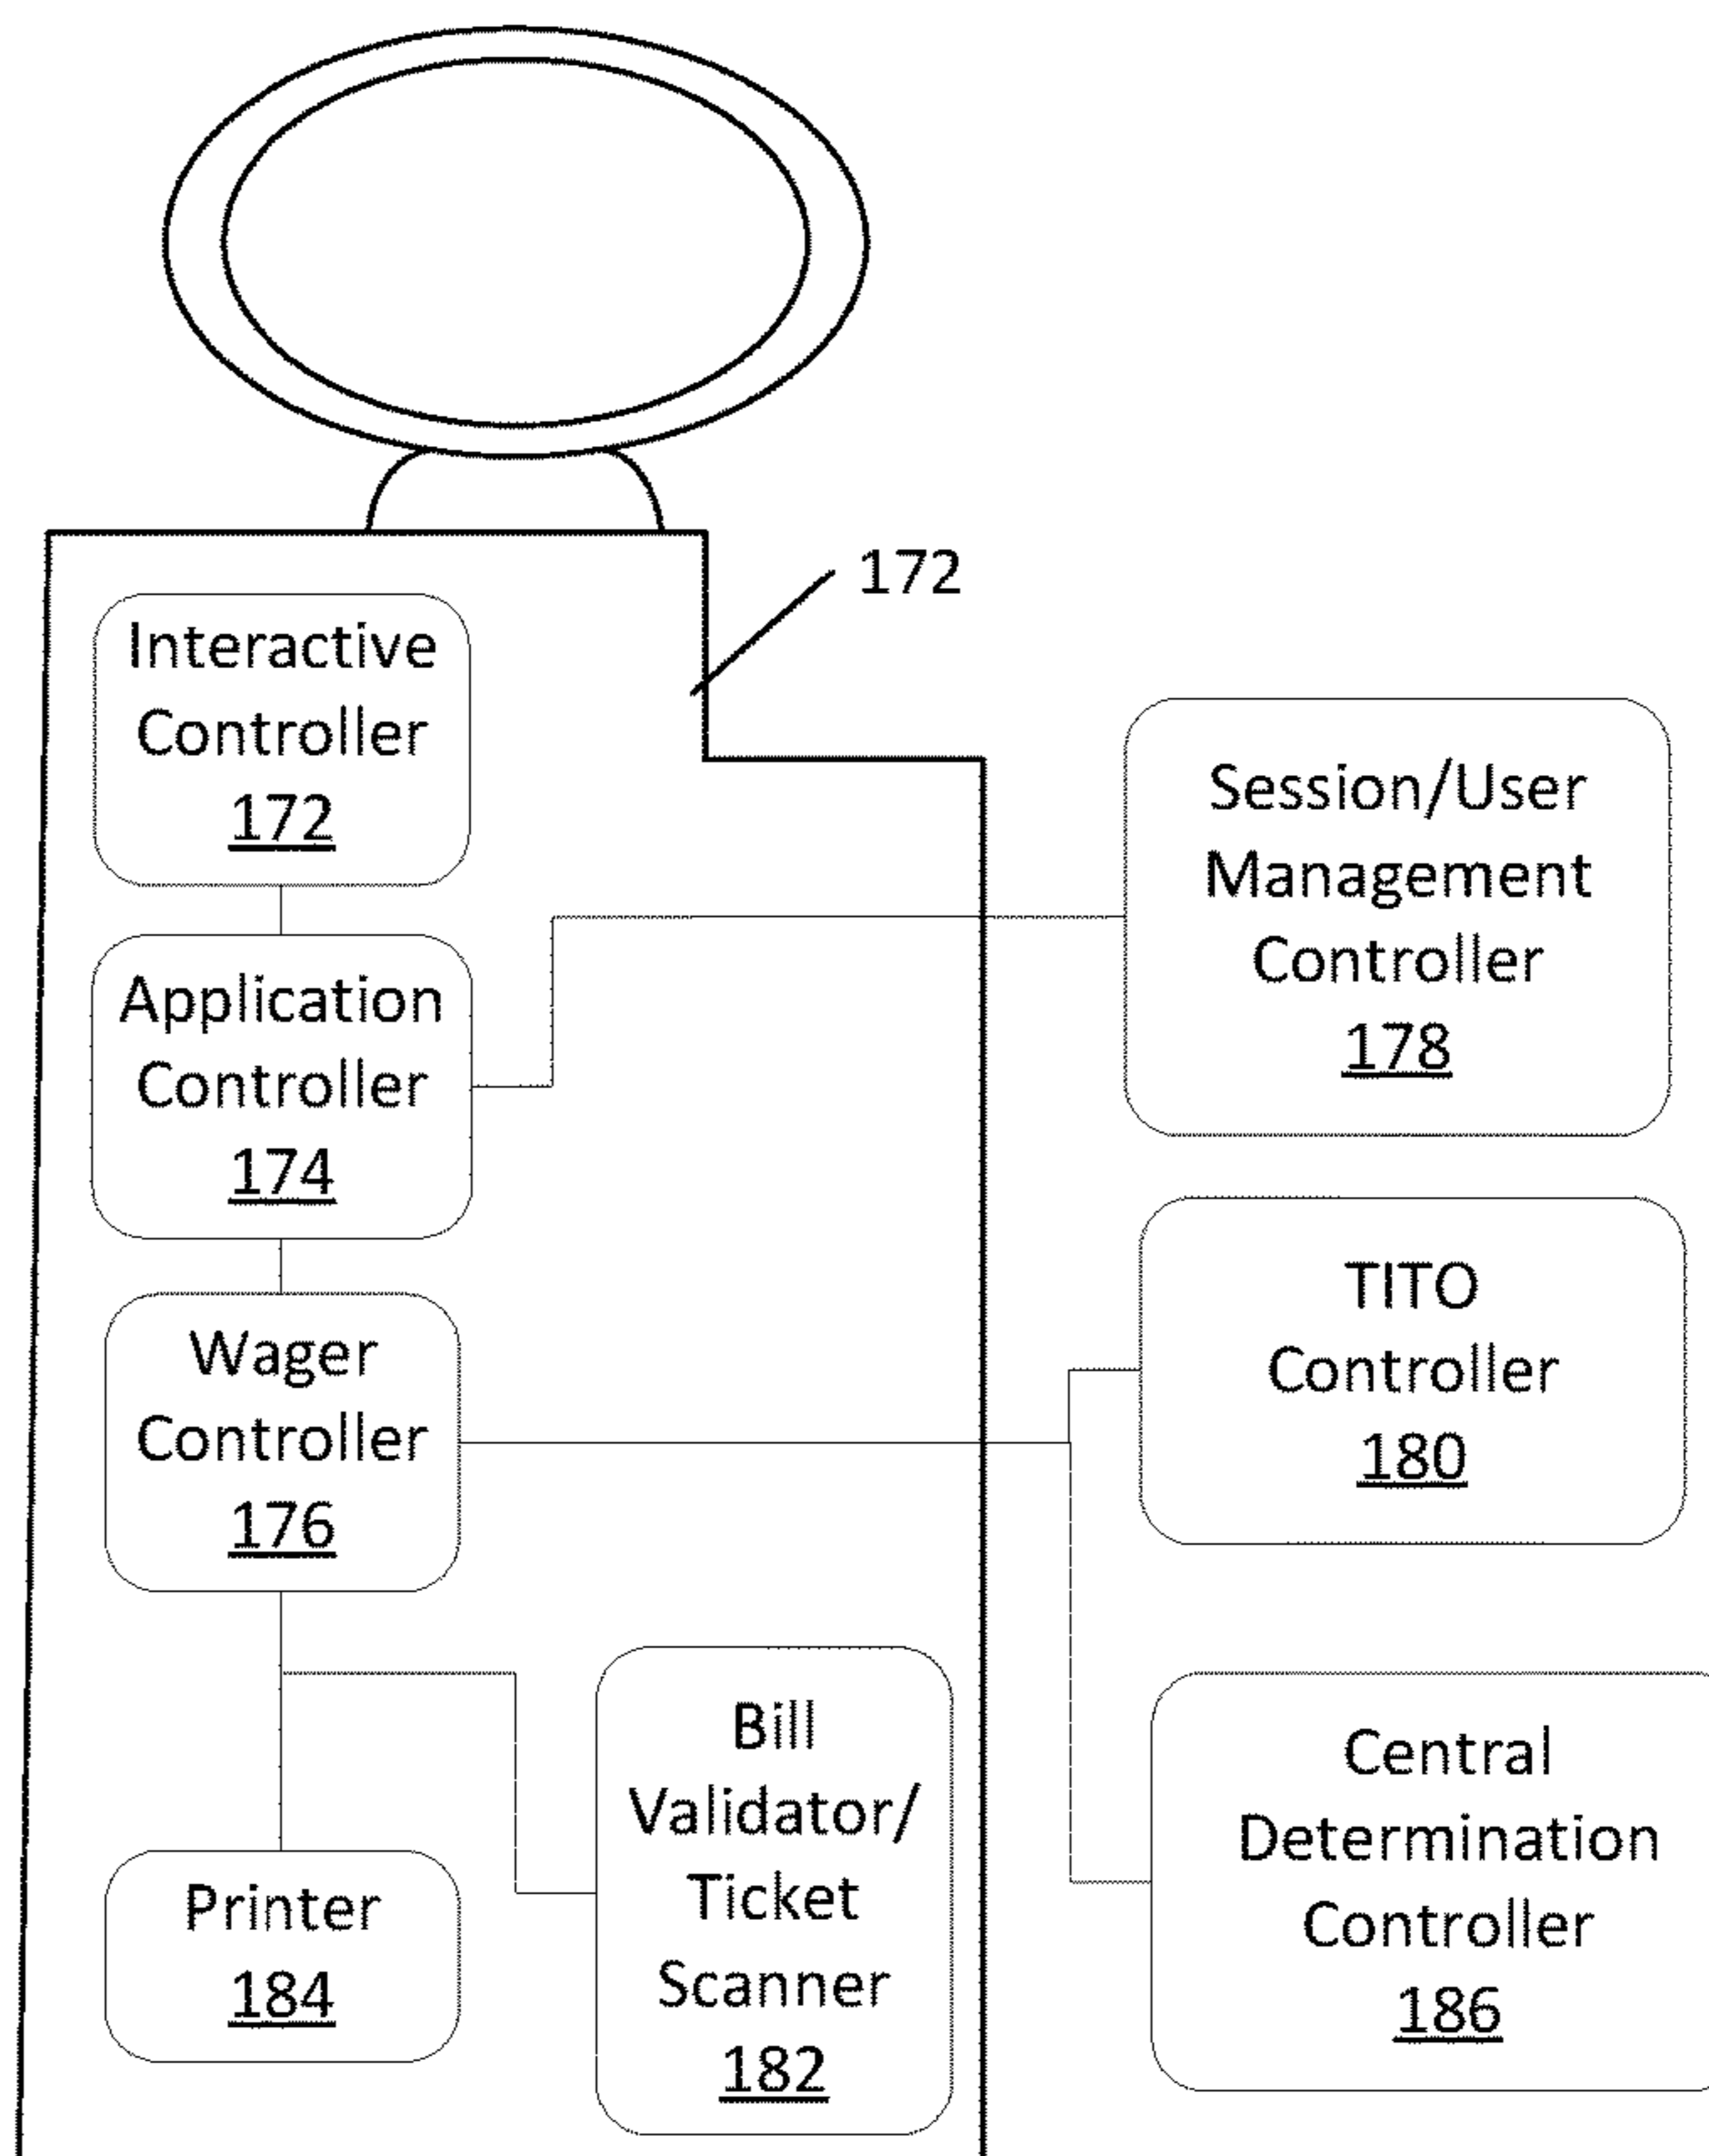 172
Interactive
Controller
172
Application
Controller
174
Wager
Controller
176
Printer
184
Bill
Validator/
Ticket
Scanner
182
Session/User
Management
Controller
178
TITO
Controller
180
Central
Determination
Controller
186